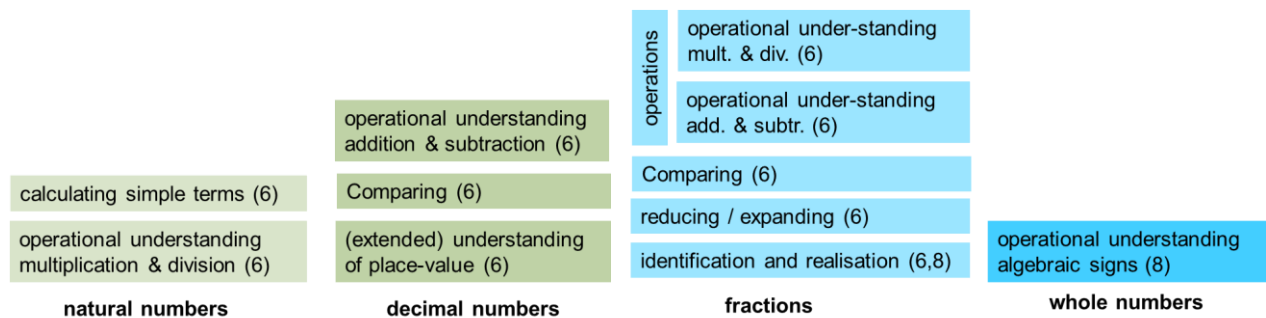 calculating simple terms (6)
operational understanding
multiplication & division (6)
natural numbers
operational understanding
addition & subtraction (6)
Comparing (6)
(extended) understanding
of place-value (6)
decimal numbers
operations
operational under-standing
mult. & div. (6)
operational under-standing
add. & subtr. (6)
Comparing (6)
reducing / expanding (6)
identification and realisation (6,8)
fractions
operational understanding
algebraic signs (8)
whole numbers